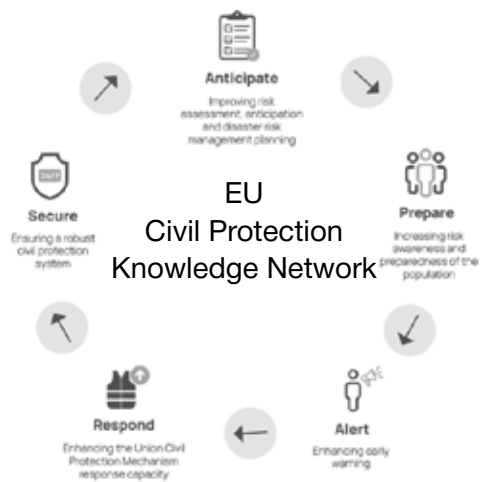 Anticipate
Improving risk
assessment, anticipation
and disaster risk
management planning
24/7
Secure
Ensuring a robust
civil protection
system
EU
Civil Protection
Knowledge Network
Prepare
Increasing risk
awareness and
preparedness of the
population
Respond
Enhancing the Union Civil
Protection Mechanism
response capacity
Alert
Enhancing early
warning